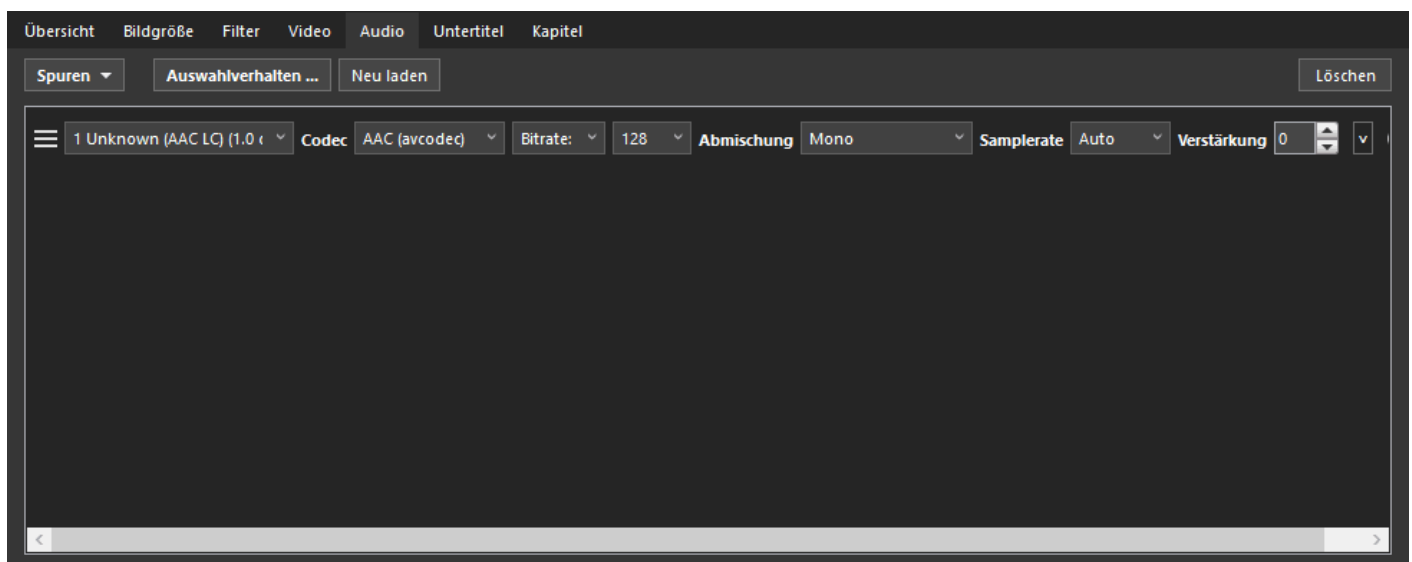 Übersicht Bildgröße Filter Video Audio Untertitel Kapitel
Spuren Auswahlverhalten ... Neu laden Löschen
1 Unknown (AAC LC) (1.0 Codec AAC (avcodec) Bitrate: 128 Abmischung Mono Samplerate Auto Verstärkung 0 v